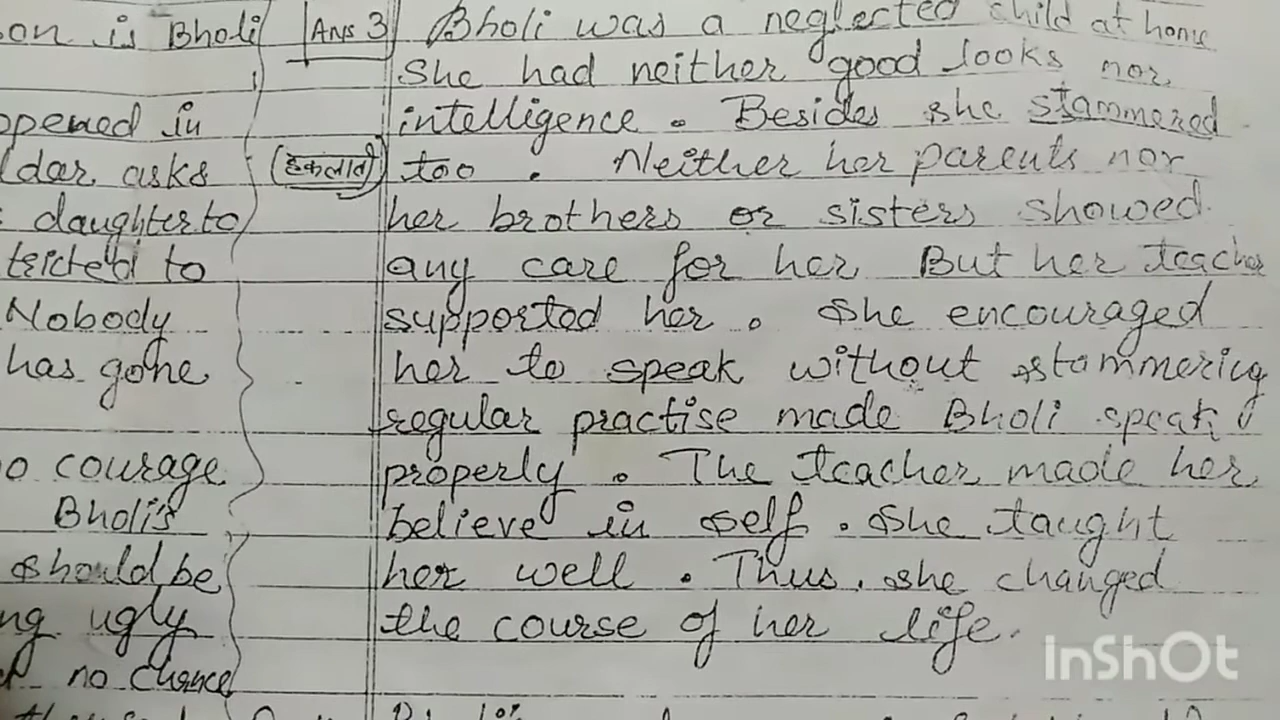 on is Bholi
opened in
dar asks
daughter to
tricted to
Nobody
has gone
o courage
Bholi's
should be
ng ugly
no chance
Ans 3 Bholi was a neglected child at home
She had neither good looks nor
intelligence. Besides she stammered
(हकलाना) too. Neither her parents nor
her brothers or sisters showed
any care for her But her teacher
supported her. She encouraged
her to speak without stammering
regular practise made Bholi speak
properly. The teacher made her
believe in self. She taught
her well. Thus, she changed
the course of her life.
InShOt